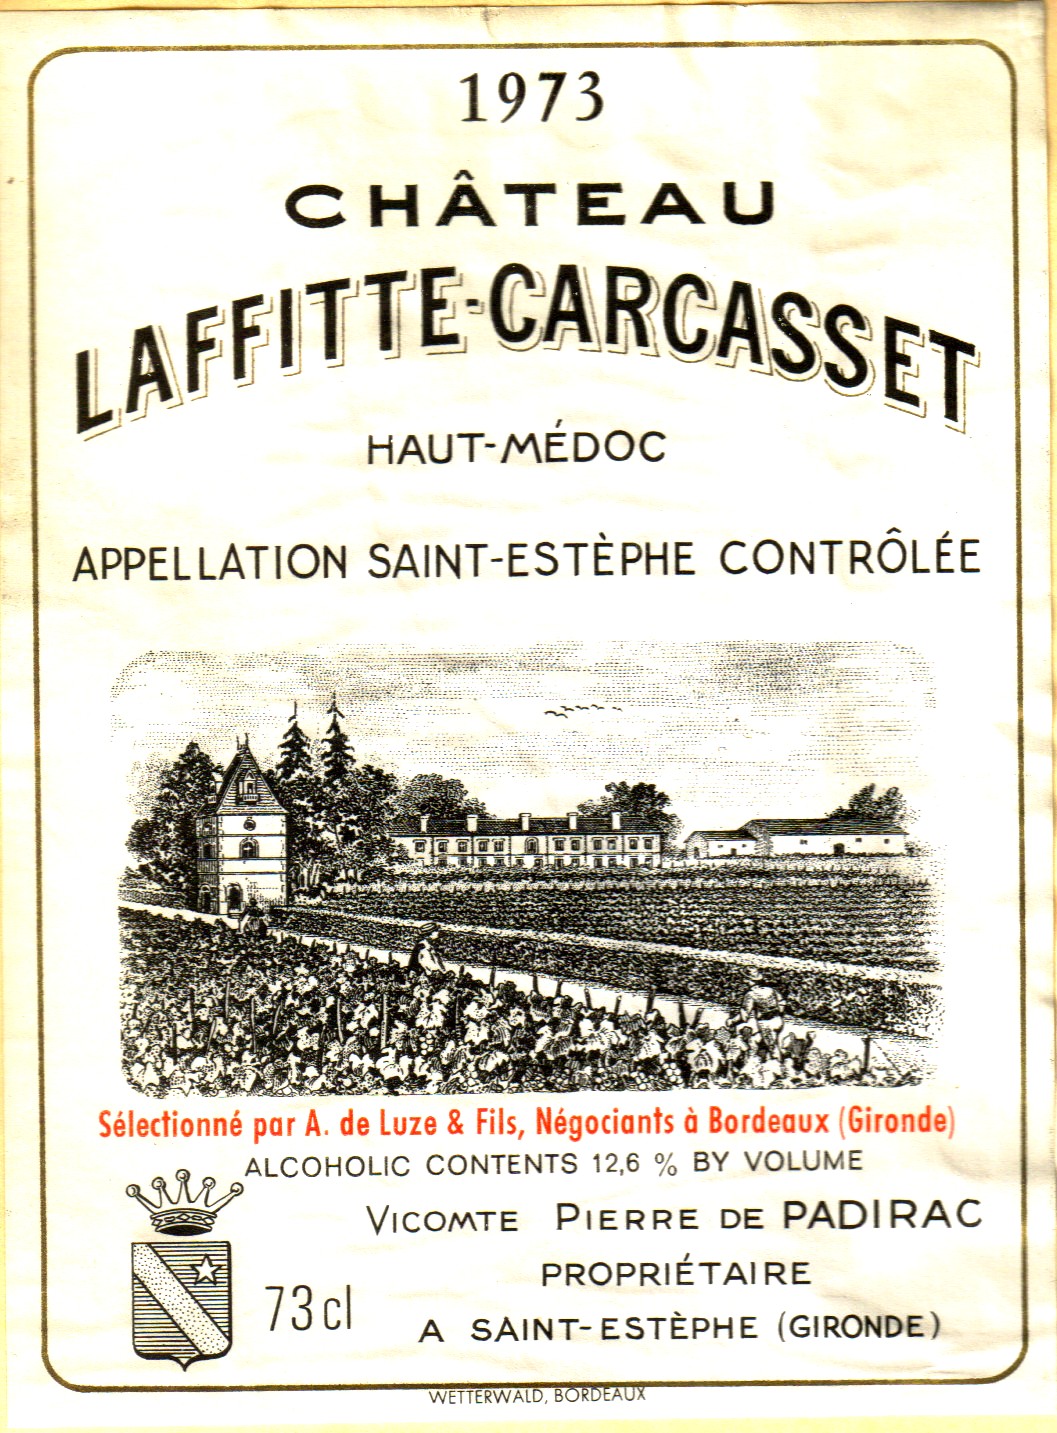 1973
CHÂTEAU
LAFFITTE-CARCASSET
HAUT-MÉDOC
APPELLATION SAINT-ESTÈPHE CONTRÔLÉE
Sélectionné par A. de Luze & Fils, Négociants à Bordeaux (Gironde)
ALCOHOLIC CONTENTS 12,6 % BY VOLUME
VICOMTE PIERRE DE PADIRAC
PROPRIÉTAIRE
73 cl
A SAINT-ESTÈPHE (GIRONDE)
WETTERWALD, BORDEAUX